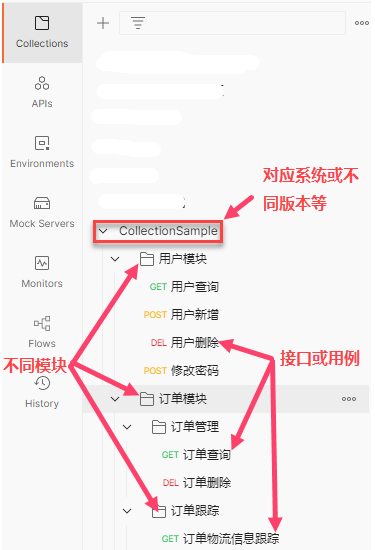 Collections
APIs
Environments
Mock Servers
Monitors
Flows
History
对应系统或不
同版本等
CollectionSample
用户模块
GET 用户查询
POST 用户新增
DEL 用户删除
POST 修改密码
不同模块
接口或用例
订单模块
订单管理
GET 订单查询
DEL 订单删除
订单跟踪
GET 订单物流信息跟踪